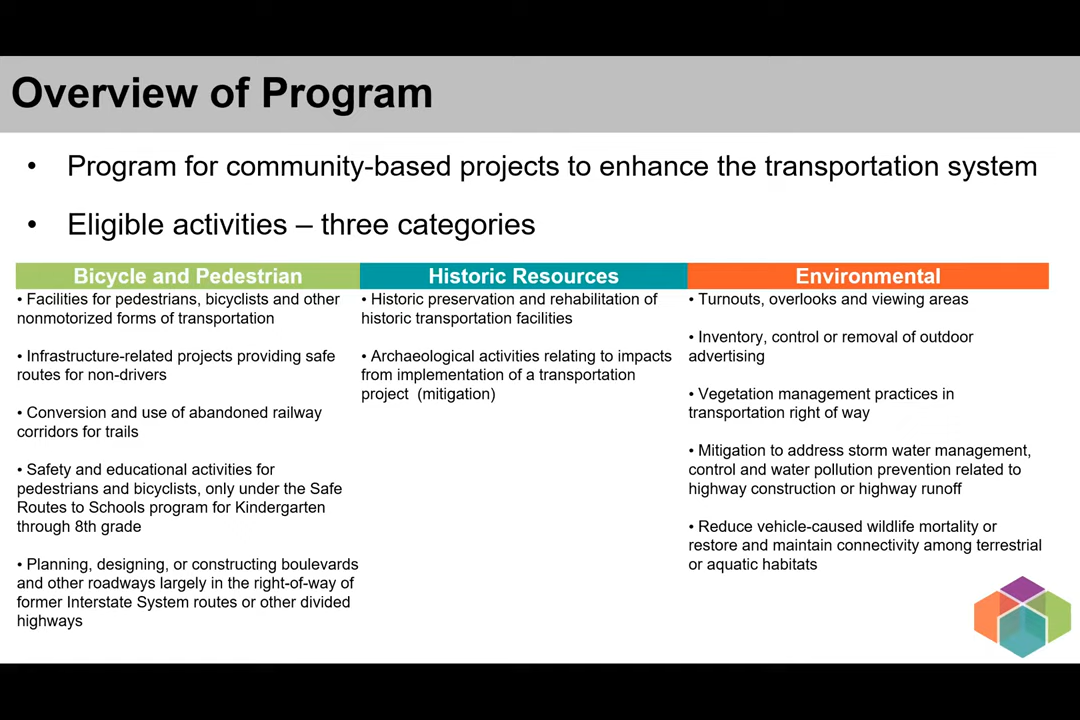 Overview of Program
• Program for community-based projects to enhance the transportation system
• Eligible activities – three categories
Bicycle and Pedestrian
• Facilities for pedestrians, bicyclists and other
nonmotorized forms of transportation
• Infrastructure-related projects providing safe
routes for non-drivers
• Conversion and use of abandoned railway
corridors for trails
• Safety and educational activities for
pedestrians and bicyclists, only under the Safe
Routes to Schools program for Kindergarten
through 8th grade
• Planning, designing, or constructing boulevards
and other roadways largely in the right-of-way of
former Interstate System routes or other divided
highways
Historic Resources
• Historic preservation and rehabilitation of
historic transportation facilities
• Archaeological activities relating to impacts
from implementation of a transportation
project (mitigation)
Environmental
• Turnouts, overlooks and viewing areas
• Inventory, control or removal of outdoor
advertising
• Vegetation management practices in
transportation right of way
• Mitigation to address storm water management,
control and water pollution prevention related to
highway construction or highway runoff
• Reduce vehicle-caused wildlife mortality or
restore and maintain connectivity among terrestrial
or aquatic habitats